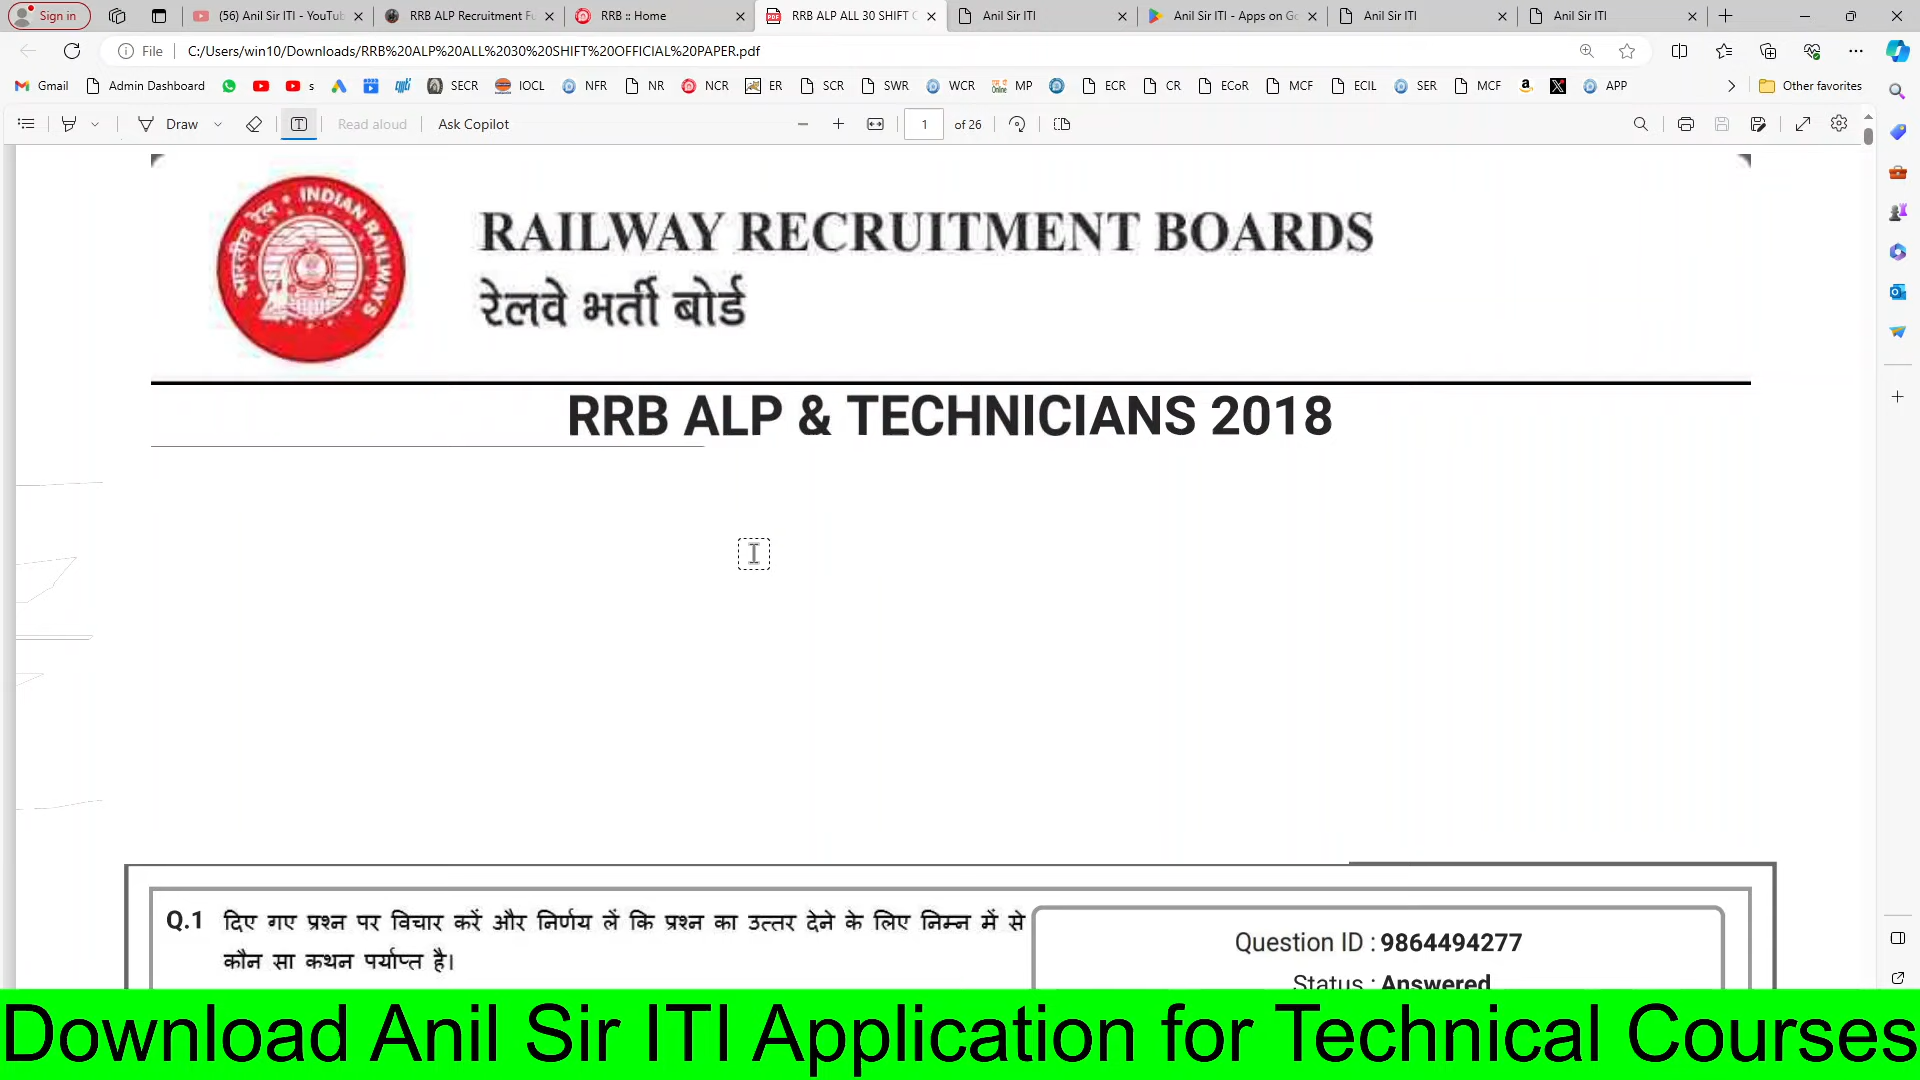 Sign in
(56) Anil Sir ITI - YouTub
RRB ALP Recruitment Fu
RRB :: Home
RRB ALP ALL 30 SHIFT O
Anil Sir ITI
Anil Sir ITI - Apps on Go
Anil Sir ITI
Anil Sir ITI
File
C:/Users/win10/Downloads/RRB%20ALP%20ALL%2030%20SHIFT%20OFFICIAL%20PAPER.pdf
Gmail
Admin Dashboard
s
SECR
IOCL
NFR
NR
NCR
ER
SCR
SWR
WCR
MP
ECR
CR
ECoR
MCF
ECIL
SER
MCF
APP
Other favorites
Draw
Read aloud
Ask Copilot
1 of 26
भारतीय रेल • INDIAN RAILWAYS
RAILWAY RECRUITMENT BOARDS
रेलवे भर्ती बोर्ड
RRB ALP & TECHNICIANS 2018
Q.1 दिए गए प्रश्न पर विचार करें और निर्णय लें कि प्रश्न का उत्तर देने के लिए निम्न में से
कौन सा कथन पर्याप्त है।
Question ID : 9864494277
Status : Answered
Download Anil Sir ITI Application for Technical Courses